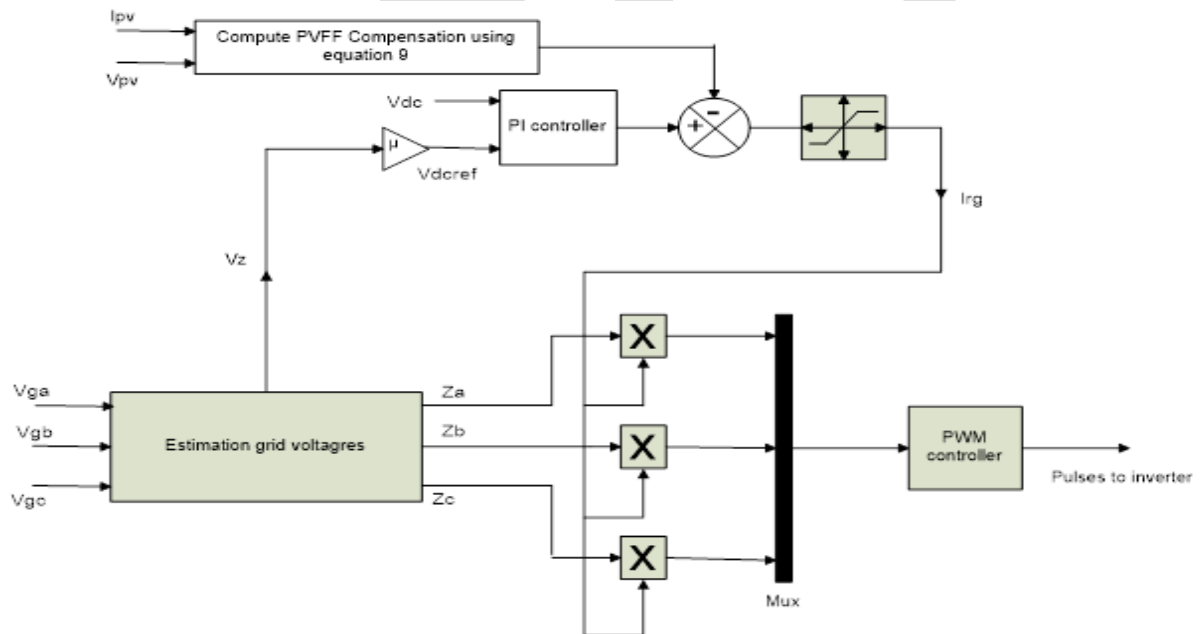 Ipv
Compute PVFF Compensation using
equation 9
Vpv
Vdc
PI controller
+
-
μ
Vdcref
Irg
Vz
X
Vga
Za
Vgb
Estimation grid voltagres
Zb
X
PWM
controller
Pulses to inverter
Vgc
Zc
X
Mux